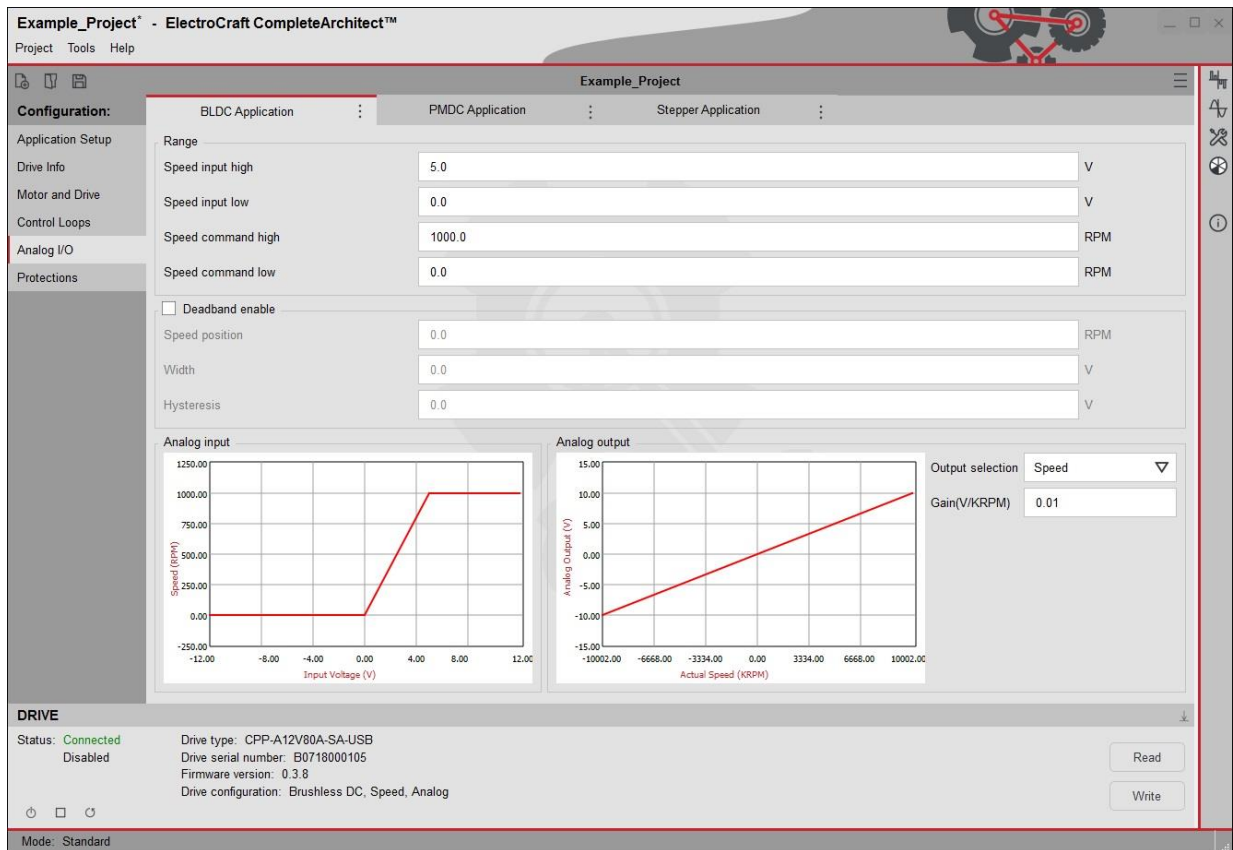 Example_Project* - ElectroCraft CompleteArchitect™
Project Tools Help
Example_Project
Configuration:
BLDC Application
PMDC Application
Stepper Application
Application Setup
Drive Info
Motor and Drive
Control Loops
Analog I/O
Protections
Range
Speed input high 5.0 V
Speed input low 0.0 V
Speed command high 1000.0 RPM
Speed command low 0.0 RPM
Deadband enable
Speed position 0.0 RPM
Width 0.0 V
Hysteresis 0.0 V
Analog input
1250.00
1000.00
750.00
500.00
250.00
0.00
-250.00
Speed (RPM)
-12.00 -8.00 -4.00 0.00 4.00 8.00 12.00
Input Voltage (V)
Analog output
15.00
10.00
5.00
0.00
-5.00
-10.00
-15.00
Analog Output (V)
-10002.00 -6668.00 -3334.00 0.00 3334.00 6668.00 10002.00
Actual Speed (KRPM)
Output selection Speed
Gain(V/KRPM) 0.01
DRIVE
Status: Connected
Disabled
Drive type: CPP-A12V80A-SA-USB
Drive serial number: B0718000105
Firmware version: 0.3.8
Drive configuration: Brushless DC, Speed, Analog
Read
Write
Mode: Standard